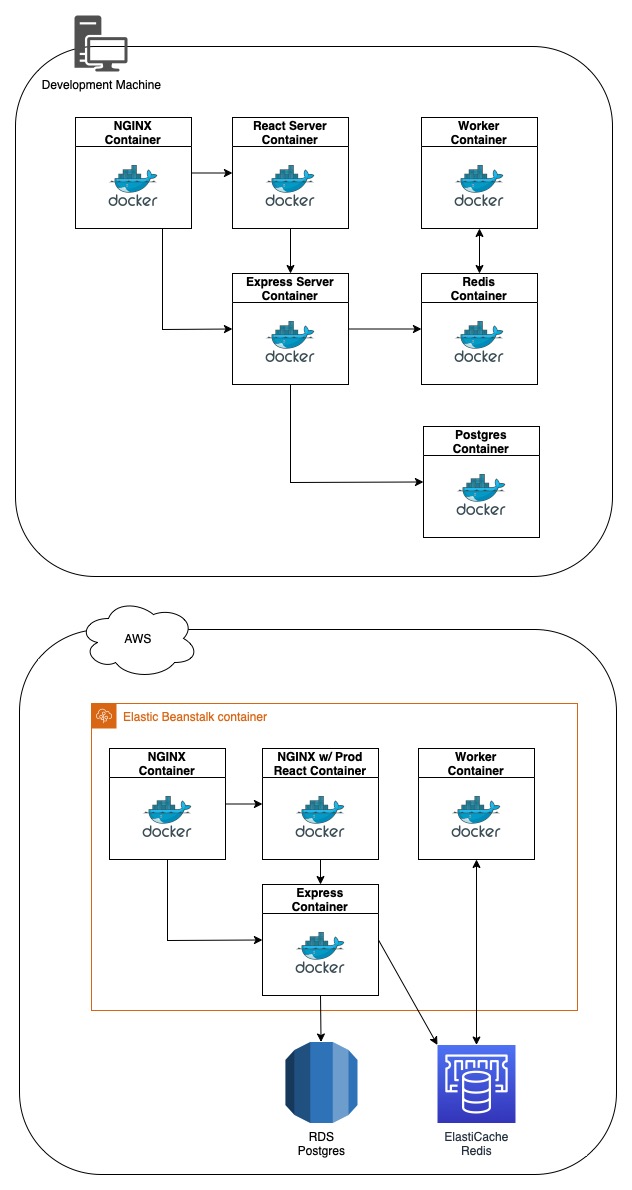 Development Machine
NGINX
Container
docker
React Server
Container
docker
Worker
Container
docker
Express Server
Container
docker
Redis
Container
docker
Postgres
Container
docker
AWS
Elastic Beanstalk container
NGINX
Container
docker
NGINX w/ Prod
React Container
docker
Worker
Container
docker
Express
Container
docker
RDS
Postgres
ElastiCache
Redis